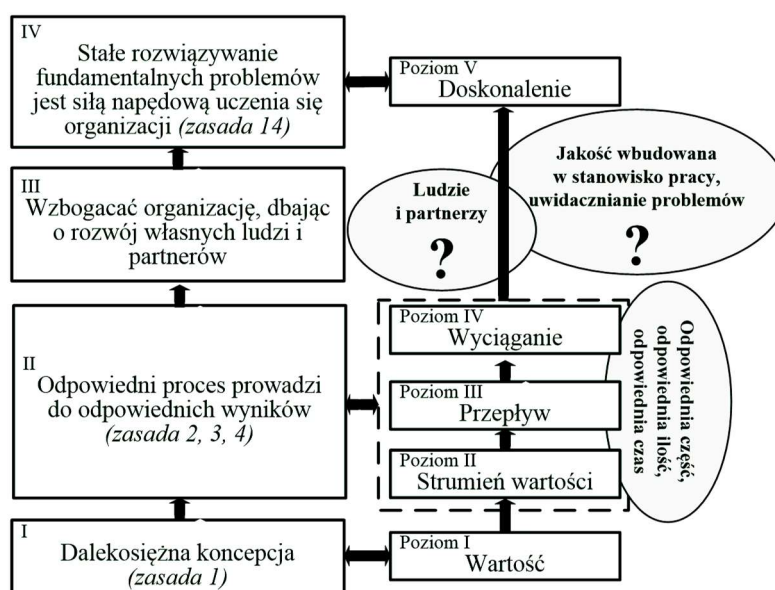 IV
Stałe rozwiązywanie
fundamentalnych problemów
jest siłą napędową uczenia się
organizacji (zasada 14)
III
Wzbogacać organizację, dbając
o rozwój własnych ludzi i
partnerów
II
Odpowiedni proces prowadzi
do odpowiednich wyników
(zasada 2, 3, 4)
I
Dalekosiężna koncepcja
(zasada 1)
Poziom V
Doskonalenie
Ludzie
i partnerzy
?
Jakość wbudowana
w stanowisko pracy,
uwidacznianie problemów
?
Poziom IV
Wyciąganie
Poziom III
Przepływ
Poziom II
Strumień wartości
Poziom I
Wartość
Odpowiednia część,
odpowiednia ilość,
odpowiednia czas